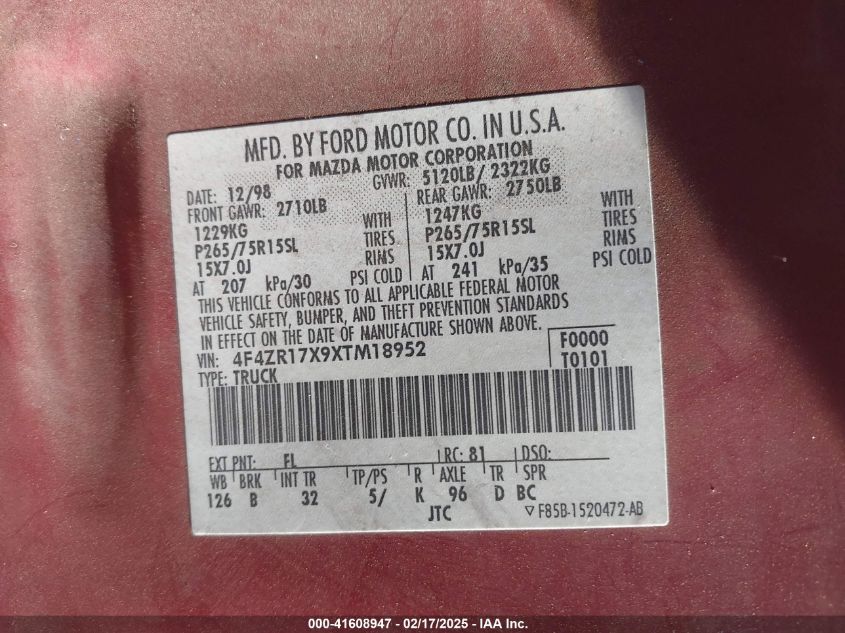 MFD. BY FORD MOTOR CO. IN U.S.A.
FOR MAZDA MOTOR CORPORATION
DATE: 12/98 GVWR: 5120LB/ 2322KG
FRONT GAWR: 2710LB REAR GAWR: 2750LB
1229KG WITH 1247KG WITH
P265/75R15SL TIRES P265/75R15SL TIRES
15X7.0J RIMS 15X7.0J RIMS
AT 207 kPa/30 PSI COLD AT 241 kPa/35 PSI COLD
THIS VEHICLE CONFORMS TO ALL APPLICABLE FEDERAL MOTOR
VEHICLE SAFETY, BUMPER, AND THEFT PREVENTION STANDARDS
IN EFFECT ON THE DATE OF MANUFACTURE SHOWN ABOVE.
VIN: 4F4ZR17X9XTM18952 F0000
TYPE: TRUCK T0101
EXT PNT: FL RC: 81 DSO:
WB BRK INT TR TP/PS R AXLE TR SPR
126 B 32 5/ K 96 D BC
JTC ▽F85B-1520472-AB
000-41608947 - 02/17/2025 - IAAI Inc.